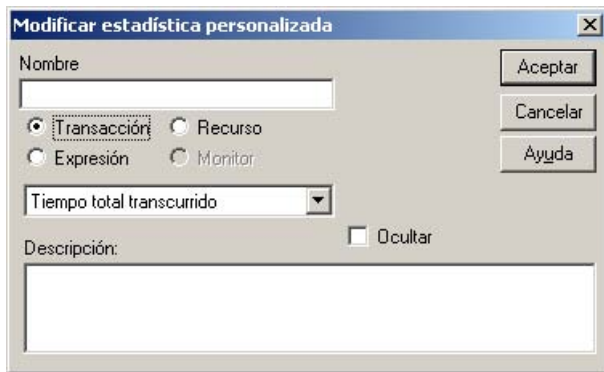 Modificar estadística personalizada
Nombre
Aceptar
Cancelar
Transacción Recurso
Expresión Monitor
Ayuda
Tiempo total transcurrido
Ocultar
Descripción: